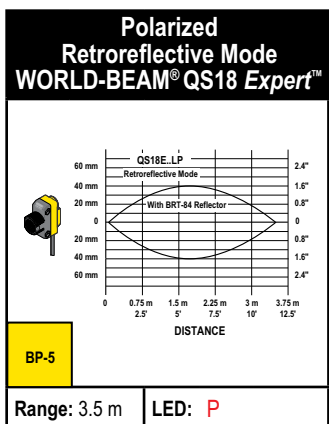 Polarized
Retroreflective Mode
WORLD-BEAM® QS18 Expert™
QS18E..LP
Retroreflective Mode
With BRT-84 Reflector
60 mm
40 mm
20 mm
0
20 mm
40 mm
60 mm
2.4"
1.6"
0.8"
0
0.8"
1.6"
2.4"
0 0.75 m 1.5 m 2.25 m 3 m 3.75 m
2.5' 5' 7.5' 10' 12.5'
DISTANCE
BP-5
Range: 3.5 m LED: P